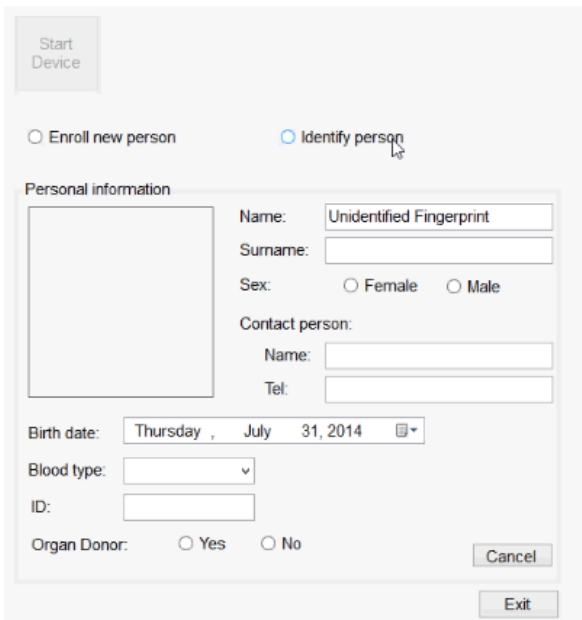 Start
Device
Enroll new person Identify person
Personal information
Name: Unidentified Fingerprint
Surname:
Sex: Female Male
Contact person:
Name:
Tel:
Birth date: Thursday , July 31, 2014
Blood type:
ID:
Organ Donor: Yes No
Cancel
Exit